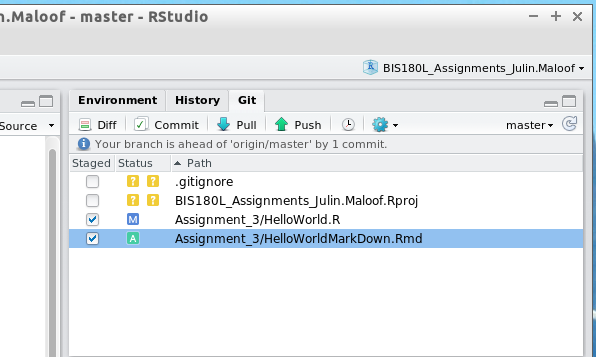 n.Maloof - master - RStudio
BIS180L_Assignments_Julin.Maloof
Source
Environment History Git
Diff Commit Pull Push master
Your branch is ahead of 'origin/master' by 1 commit.
Staged Status Path
? ? .gitignore
? ? BIS180L_Assignments_Julin.Maloof.Rproj
M Assignment_3/HelloWorld.R
A Assignment_3/HelloWorldMarkDown.Rmd